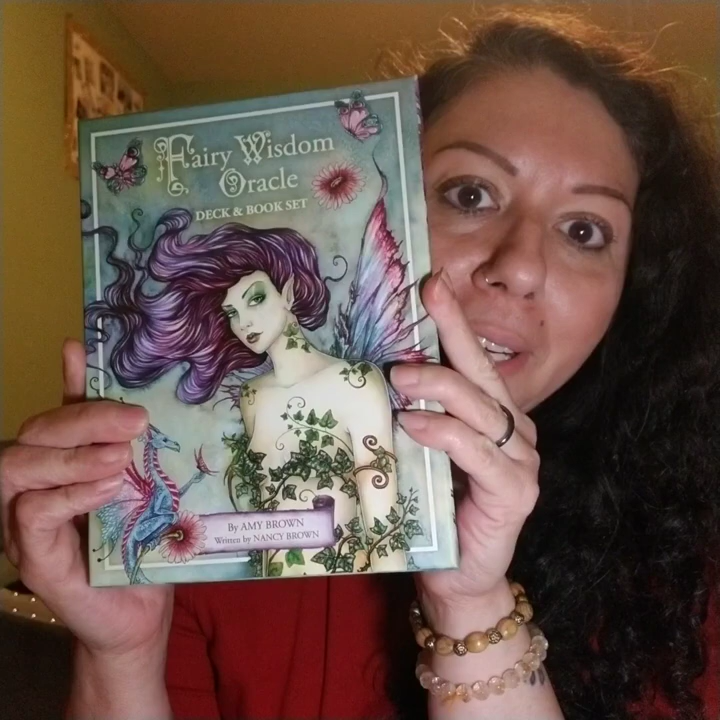 Fairy Wisdom
Oracle
DECK & BOOK SET
By AMY BROWN
Written by NANCY BROWN